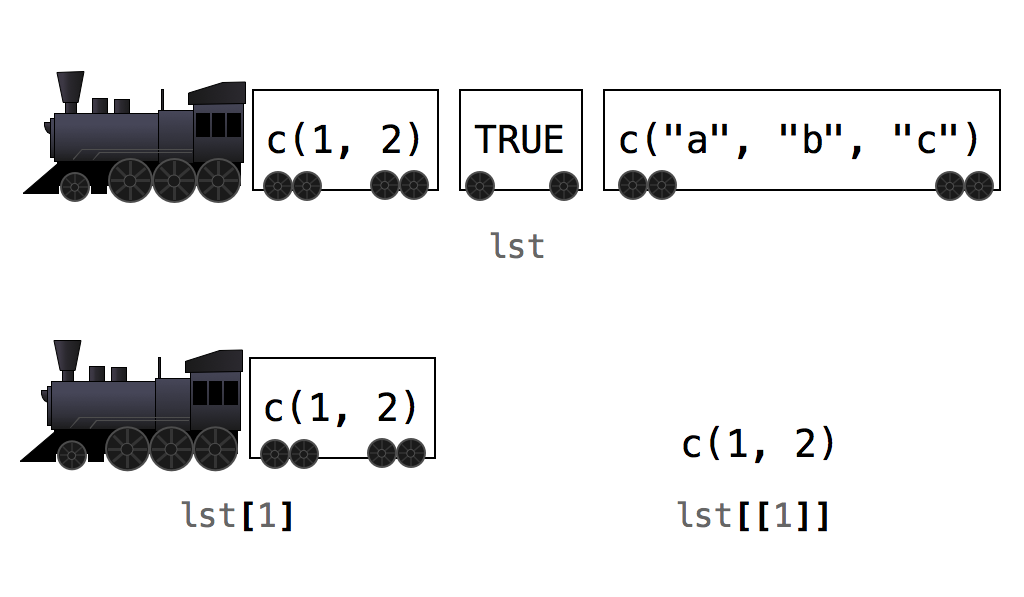 c(1, 2) TRUE c("a", "b", "c")
lst
c(1, 2)
c(1, 2)
lst[1] lst[[1]]